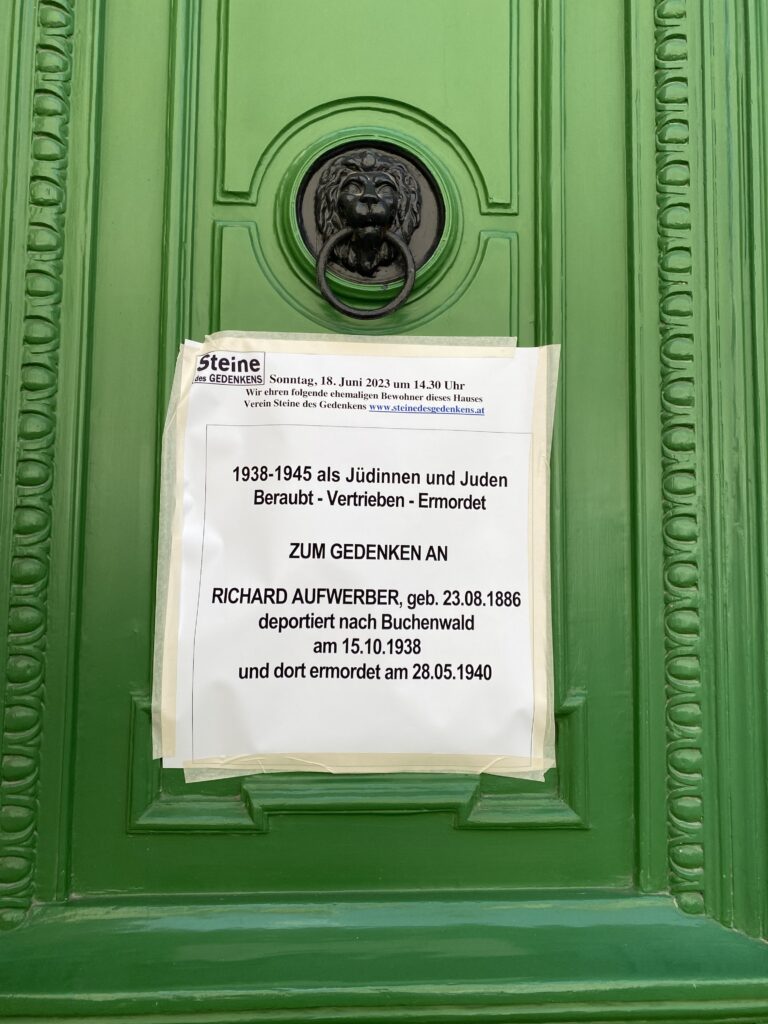 Steine
des GEDENKENS
Sonntag, 18. Juni 2023 um 14.30 Uhr
Wir ehren folgende ehemaligen Bewohner dieses Hauses
Verein Steine des Gedenkens www.steinedesgedenkens.at
1938-1945 als Jüdinnen und Juden
Beraubt - Vertrieben - Ermordet
ZUM GEDENKEN AN
RICHARD AUFWERBER, geb. 23.08.1886
deportiert nach Buchenwald
am 15.10.1938
und dort ermordet am 28.05.1940